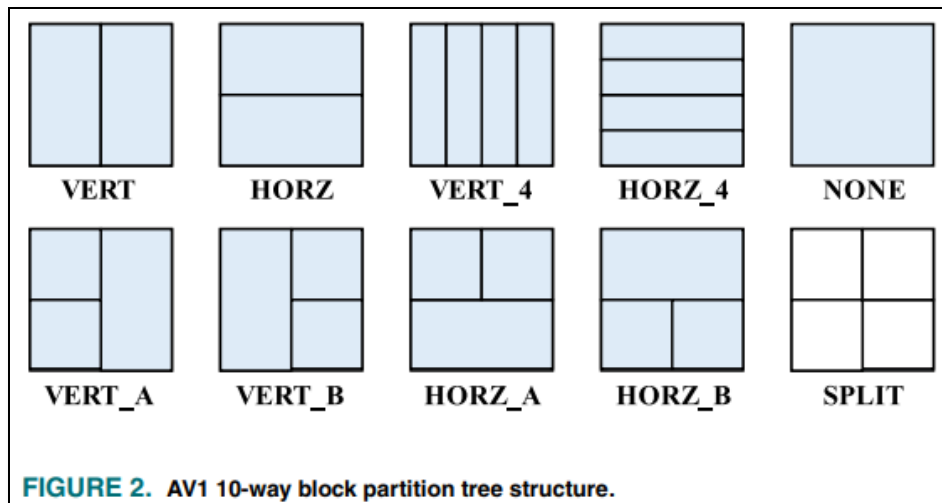 VERT HORZ VERT_4 HORZ_4 NONE
VERT_A VERT_B HORZ_A HORZ_B SPLIT
FIGURE 2. AV1 10-way block partition tree structure.